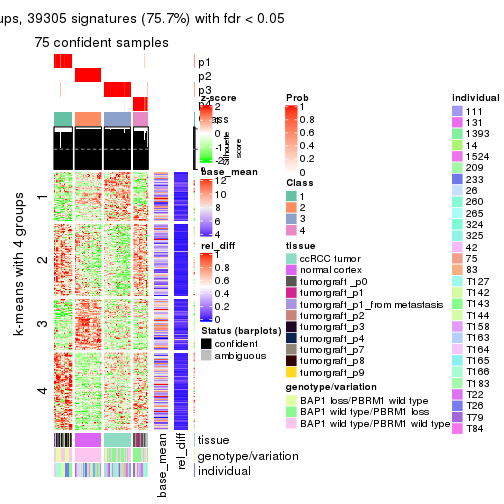 ups, 39305 signatures (75.7%) with fdr < 0.05
75 confident samples
p1
p2
p3
p4
z-score
2
1
-2
Silhouette
score
base_mean
12
10
8
6
4
rel_diff
1
0.8
0.6
0.4
0.2
0
Status (barplots)
confident
ambiguous
k-means with 4 groups
1
2
3
4
base_mean
rel_diff
tissue
genotype/variation
individual
Prob
1
0.8
0.6
0.4
0.2
0
Class
1
2
3
4
tissue
ccRCC tumor
normal cortex
tumorgraft _p0
tumorgraft_p1
tumorgraft_p1_from metastasis
tumorgraft_p2
tumorgraft_p3
tumorgraft_p4
tumorgraft_p7
tumorgraft_p8
tumorgraft_p9
genotype/variation
BAP1 loss/PBRM1 wild type
BAP1 wild type/PBRM1 loss
BAP1 wild type/PBRM1 wild type
individual
111
131
1393
14
1524
209
233
26
260
265
324
325
42
75
83
T127
T142
T143
T144
T158
T163
T164
T165
T166
T183
T22
T26
T79
T84